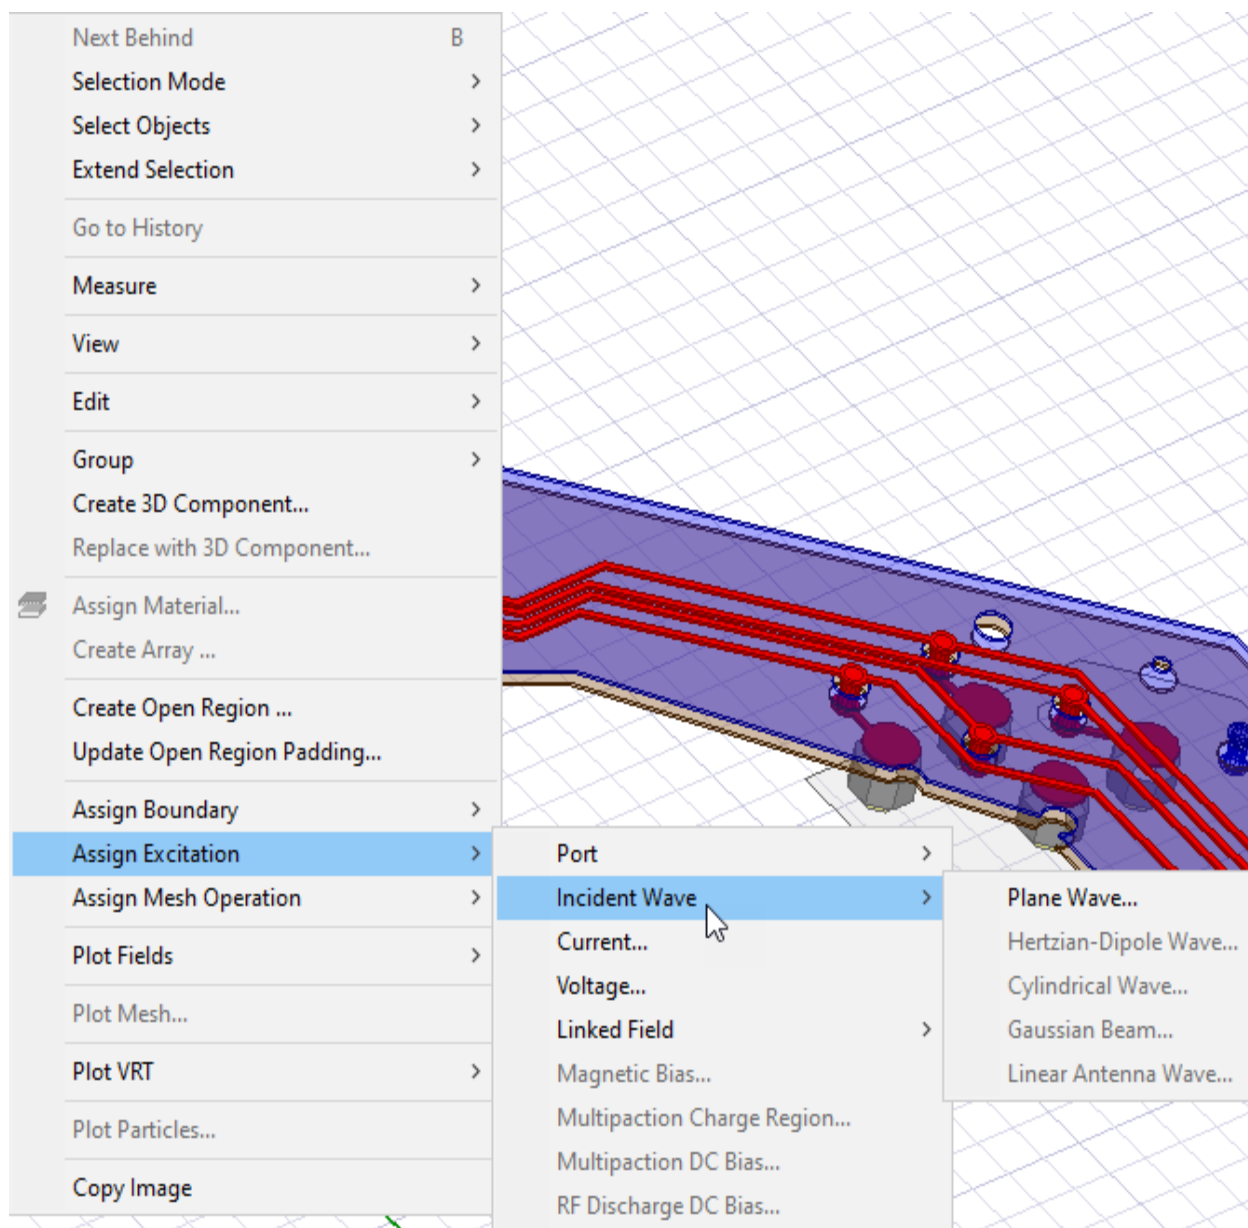 Next Behind B
Selection Mode
Select Objects
Extend Selection
Go to History
Measure
View
Edit
Group
Create 3D Component...
Replace with 3D Component...
Assign Material...
Create Array ...
Create Open Region ...
Update Open Region Padding...
Assign Boundary
Assign Excitation
Assign Mesh Operation
Plot Fields
Plot Mesh...
Plot VRT
Plot Particles...
Copy Image
Port
Incident Wave
Current...
Voltage...
Linked Field
Magnetic Bias...
Multipaction Charge Region...
Multipaction DC Bias...
RF Discharge DC Bias...
Plane Wave...
Hertzian-Dipole Wave...
Cylindrical Wave...
Gaussian Beam...
Linear Antenna Wave...